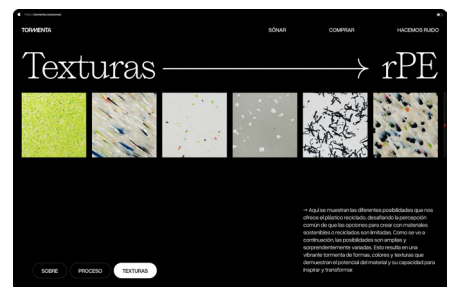 TORMENTA
SÓNAR
COMPRAR
HACEMOS RUIDO
Texturas → rPE
→ Aquí se muestran las diferentes posibilidades que nos
ofrece el plástico reciclado, desafiando la percepción
común de que las opciones para crear con materiales
sostenibles o reciclados son limitadas. Como se ve a
continuación, las posibilidades son amplias y
sorprendentemente variadas. Esto resulta en una
vibrante tormenta de formas, colores y texturas que
demuestran el potencial del material y su capacidad para
inspirar y transformar.
SOBRE
PROCESO
TEXTURAS